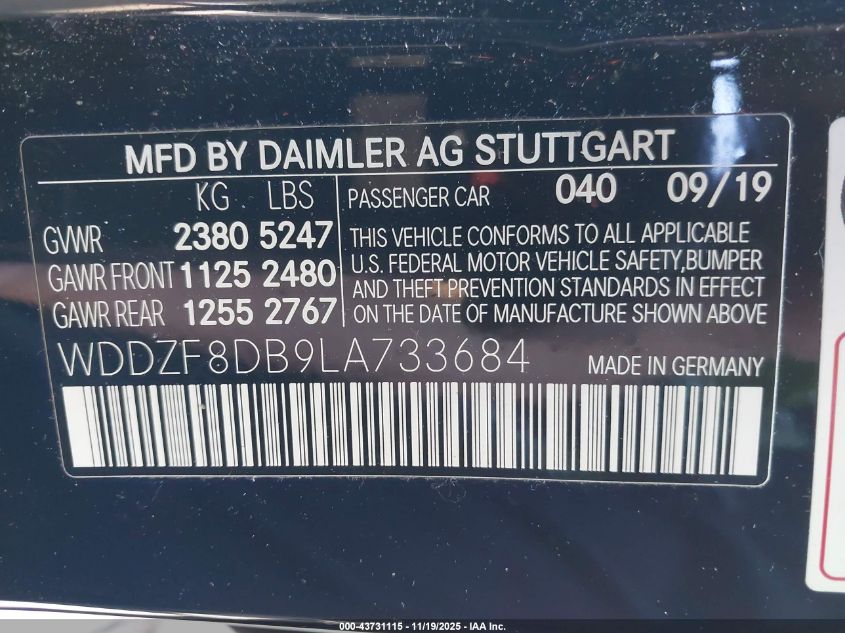 MFD BY DAIMLER AG STUTTGART
KG LBS
GVWR 2380 5247
GAWR FRONT 1125 2480
GAWR REAR 1255 2767
PASSENGER CAR 040 09/19
THIS VEHICLE CONFORMS TO ALL APPLICABLE
U.S. FEDERAL MOTOR VEHICLE SAFETY,BUMPER
AND THEFT PREVENTION STANDARDS IN EFFECT
ON THE DATE OF MANUFACTURE SHOWN ABOVE
WDDZF8DB9LA733684
MADE IN GERMANY
000-43731115 - 11/19/2025 - IAA Inc.